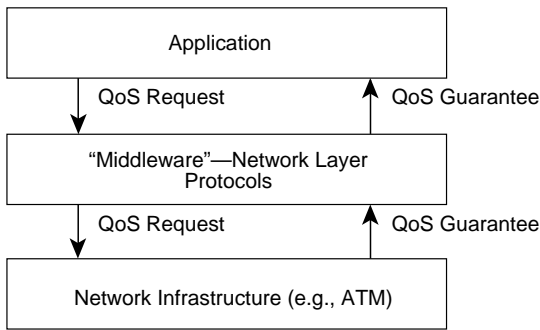 Application
QoS Request
QoS Guarantee
“Middleware”—Network Layer
Protocols
QoS Request
QoS Guarantee
Network Infrastructure (e.g., ATM)